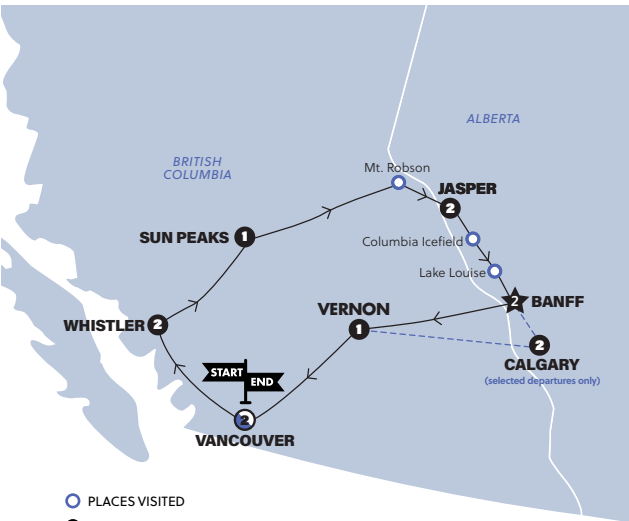 ALBERTA
BRITISH
COLUMBIA
Mt. Robson
JASPER
2
SUN PEAKS 1
Columbia Icefield
Lake Louise
2 BANFF
VERNON
1
WHISTLER 2
2
CALGARY
(selected departures only)
START
END
2
VANCOUVER
PLACES VISITED